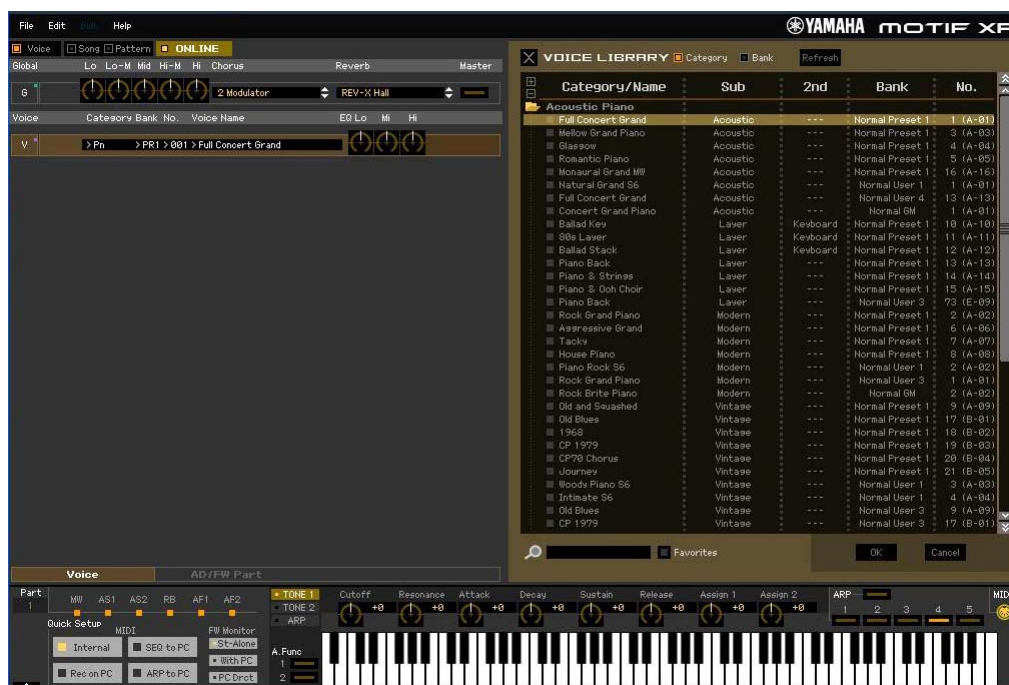 File Edit Help
YAMAHA MOTIF XF
Voice Song Pattern ONLINE
Global Lo Lo-M Mid Hi-M Hi Chorus Reverb Master
G 2 Modulator REV-X Hall
Voice Category Bank No. Voice Name EQ Lo Mi Hi
V >Pn >PR1 >001 >Full Concert Grand
Voice AD/FW Part
VOICE LIBRARY Category Bank Refresh
Category/Name Sub 2nd Bank No.
Acoustic Piano
Full Concert Grand Acoustic --- Normal Preset 1 1 (A-01)
Mellow Grand Piano Acoustic --- Normal Preset 1 3 (A-03)
Glasgow Acoustic --- Normal Preset 1 4 (A-04)
Romantic Piano Acoustic --- Normal Preset 1 5 (A-05)
Monaural Grand MW Acoustic --- Normal Preset 1 16 (A-16)
Natural Grand S6 Acoustic --- Normal User 1 1 (A-01)
Full Concert Grand Acoustic --- Normal User 4 13 (A-13)
Concert Grand Piano Acoustic --- Normal GM 1 (A-01)
Ballad Key Layer Keyboard Normal Preset 1 10 (A-10)
80s Layer Layer Keyboard Normal Preset 1 11 (A-11)
Ballad Stack Layer Keyboard Normal Preset 1 12 (A-12)
Piano Back Layer --- Normal Preset 1 13 (A-13)
Piano & Strings Layer --- Normal Preset 1 14 (A-14)
Piano & Ooh Choir Layer --- Normal Preset 1 15 (A-15)
Piano Back Layer --- Normal User 3 73 (E-09)
Rock Grand Piano Modern --- Normal Preset 1 2 (A-02)
Aggressive Grand Modern --- Normal Preset 1 6 (A-06)
Tacky Modern --- Normal Preset 1 7 (A-07)
House Piano Modern --- Normal Preset 1 8 (A-08)
Piano Rock S6 Modern --- Normal User 1 2 (A-02)
Rock Grand Piano Modern --- Normal User 3 1 (A-01)
Rock Brite Piano Modern --- Normal GM 2 (A-02)
Old and Squashed Vintage --- Normal Preset 1 9 (A-09)
Old Blues Vintage --- Normal Preset 1 17 (B-01)
1968 Vintage --- Normal Preset 1 18 (B-02)
CP 1979 Vintage --- Normal Preset 1 19 (B-03)
CP70 Chorus Vintage --- Normal Preset 1 20 (B-04)
Journey Vintage --- Normal Preset 1 21 (B-05)
Woody Piano S6 Vintage --- Normal User 1 3 (A-03)
Intimate S6 Vintage --- Normal User 1 4 (A-04)
Old Blues Vintage --- Normal User 3 9 (A-09)
CP 1979 Vintage --- Normal User 3 17 (B-01)
Favorites OK Cancel
Part MW AS1 AS2 RB AF1 AF2
1
Quick Setup MIDI FW Monitor
Internal SEQ to PC St-Alone
With PC
Rec on PC ARP to PC PC Drct
TONE 1 Cutoff Resonance Attack Decay Sustain Release Assign 1 Assign 2 ARP MID
TONE 2 +0 +0 +0 +0 +0 +0 +0 +0 1 2 3 4 5
ARP
A.Func
1
2